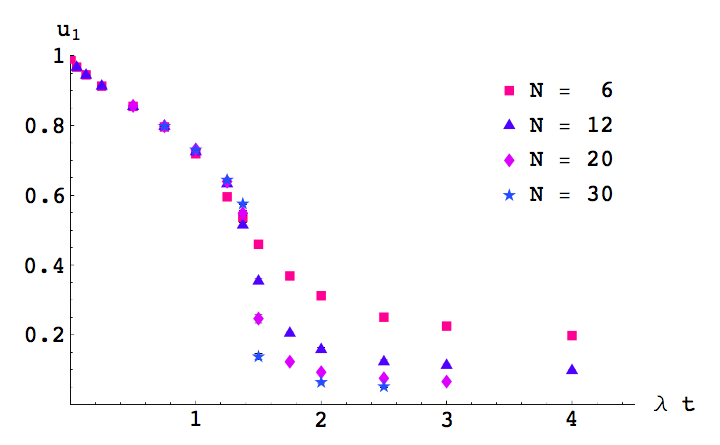 u1
1
0.8
0.6
0.4
0.2
N = 6
N = 12
N = 20
N = 30
1 2 3 4
λ t